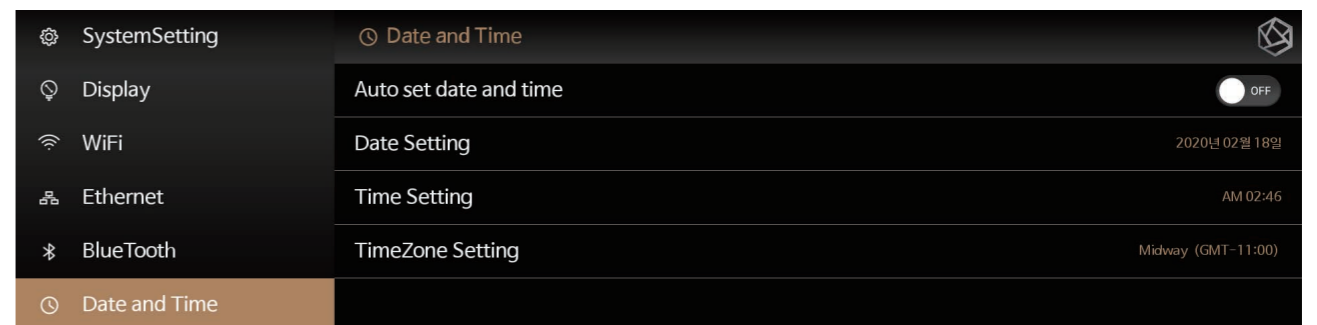 SystemSetting
Date and Time
Display
Auto set date and time
OFF
WiFi
Date Setting
2020년 02월 18일
Ethernet
Time Setting
AM 02:46
BlueTooth
TimeZone Setting
Midway (GMT-11:00)
Date and Time